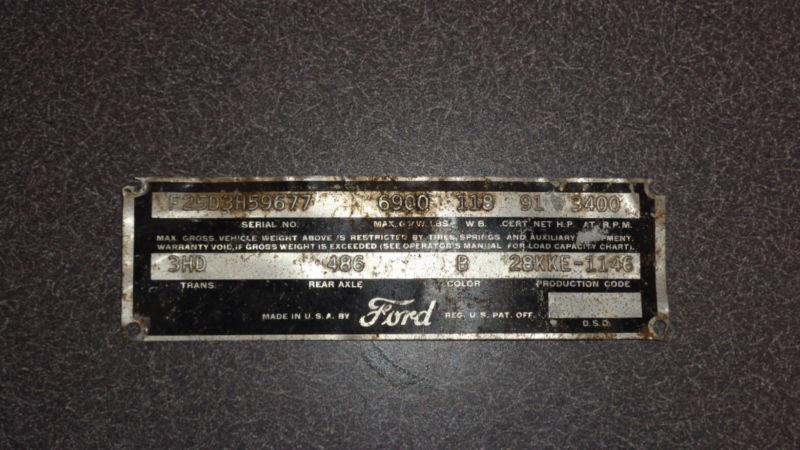 F25D3H59677 6900 118 91 3400
SERIAL NO. MAX. G.V.W. LBS. W.B. CERT. NET H.P. AT R.P.M.
MAX. GROSS VEHICLE WEIGHT ABOVE IS RESTRICTED BY TIRES, SPRINGS AND AUXILIARY EQUIPMENT.
WARRANTY VOID, IF GROSS WEIGHT IS EXCEEDED (SEE OPERATOR'S MANUAL FOR LOAD CAPACITY CHART).
3HD 486 B 28KKE-1146
TRANS. REAR AXLE COLOR PRODUCTION CODE
MADE IN U.S.A. BY Ford REG. U.S. PAT. OFF.
D.S.O.